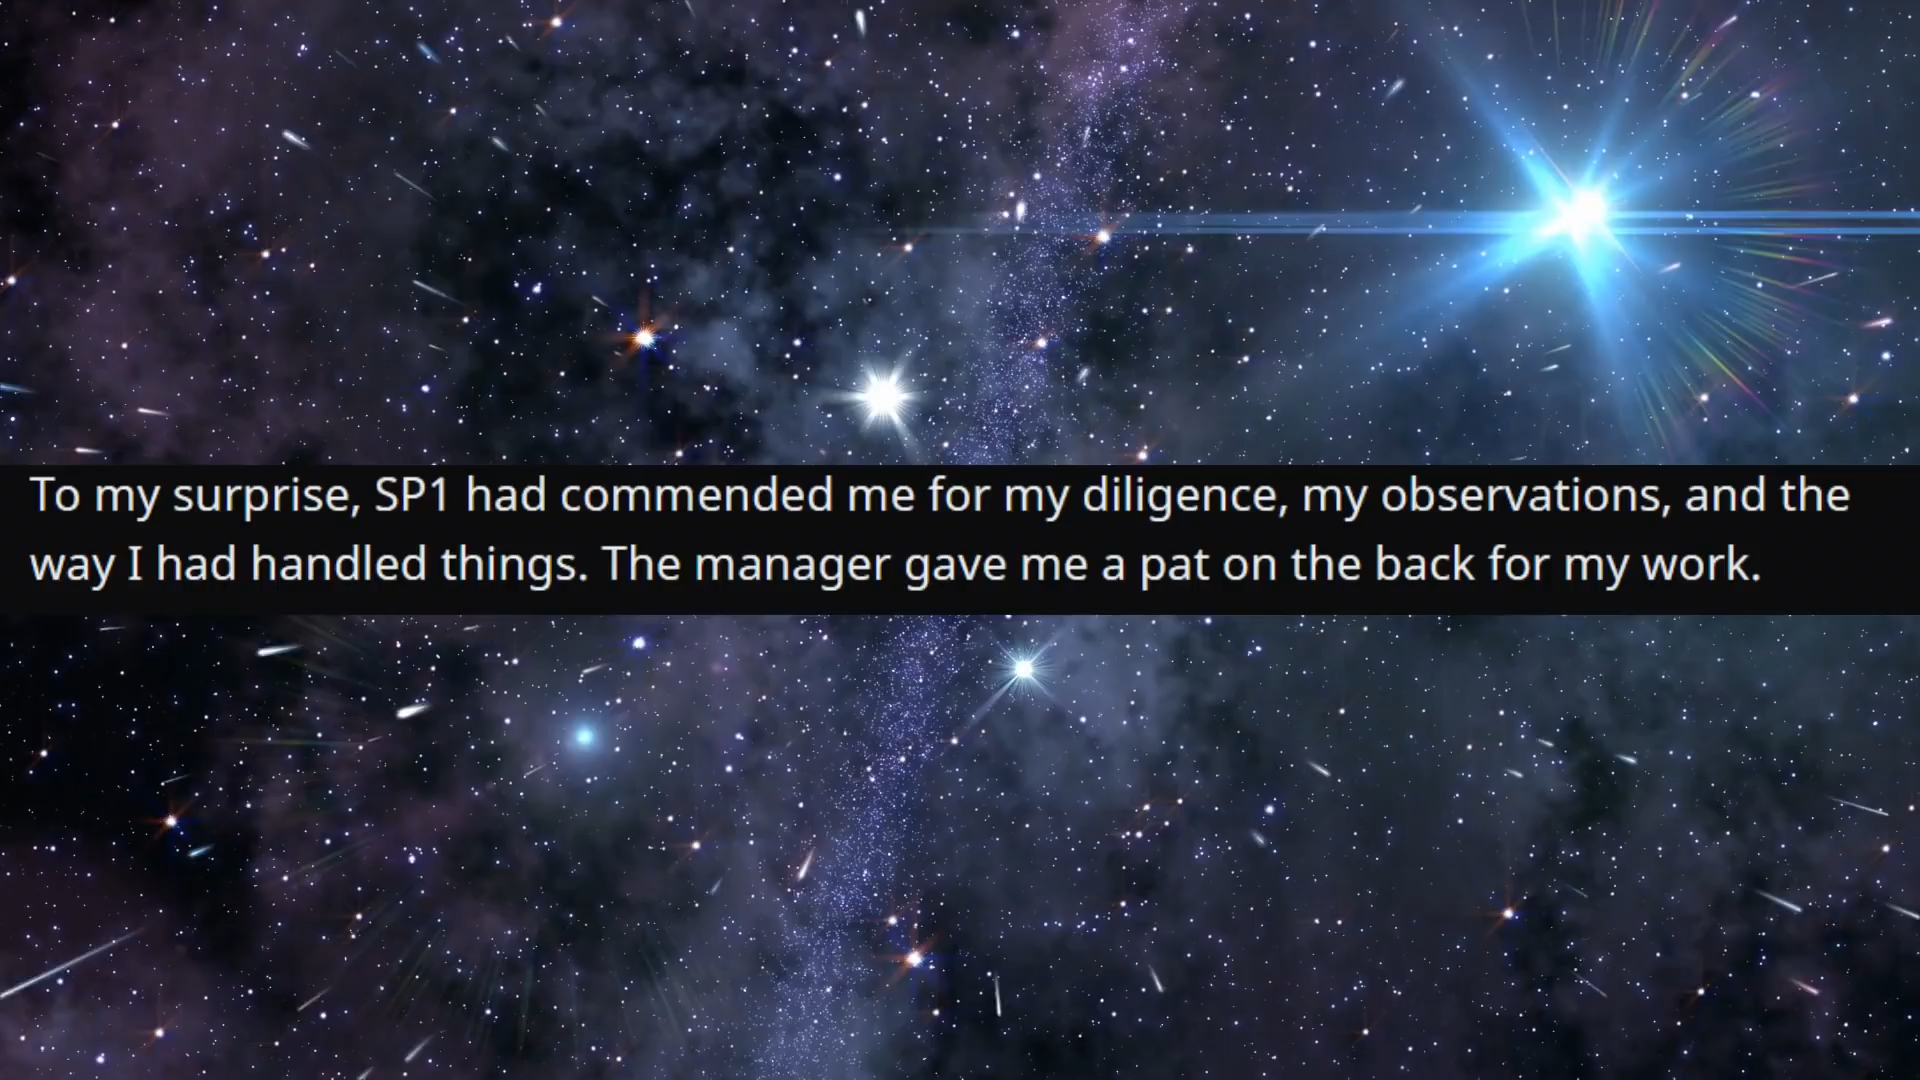 To my surprise, SP1 had commended me for my diligence, my observations, and the
way I had handled things. The manager gave me a pat on the back for my work.